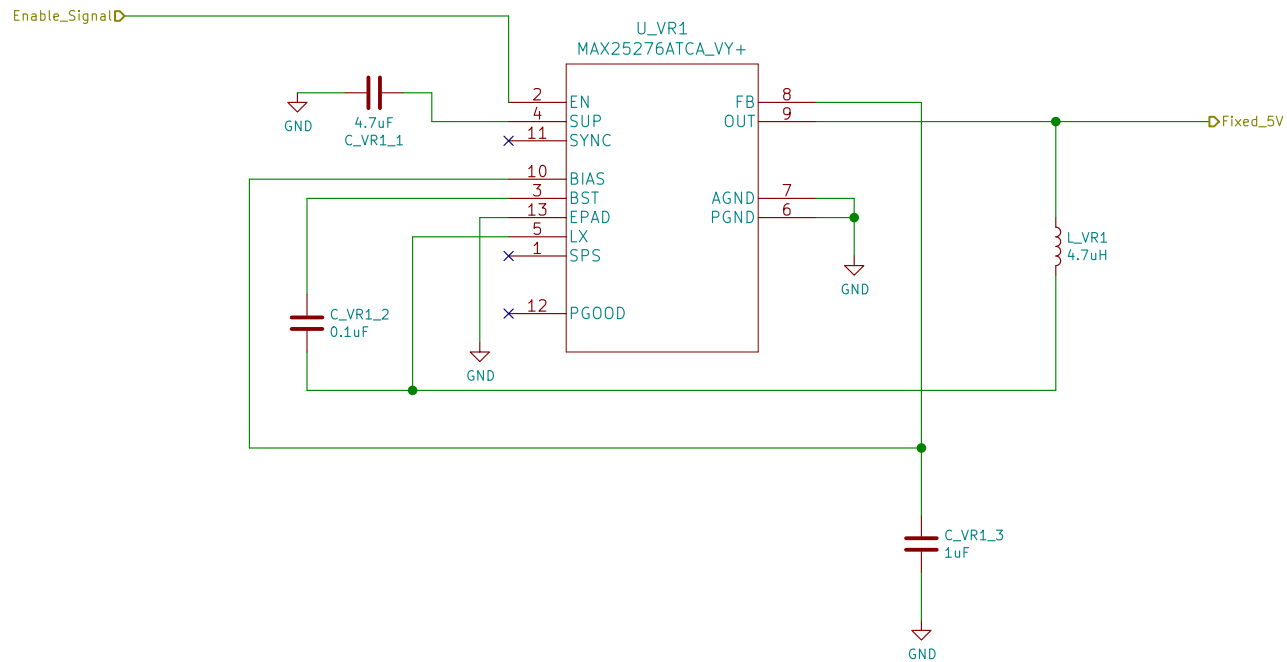 Enable_Signal
U_VR1
MAX25276ATCA_VY+
GND
4.7uF
C_VR1_1
2 EN
4 SUP
11 SYNC
10 BIAS
3 BST
13 EPAD
5 LX
1 SPS
12 PGOOD
FB 8
OUT 9
AGND 7
PGND 6
Fixed_5V
L_VR1
4.7uH
GND
C_VR1_2
0.1uF
GND
C_VR1_3
1uF
GND